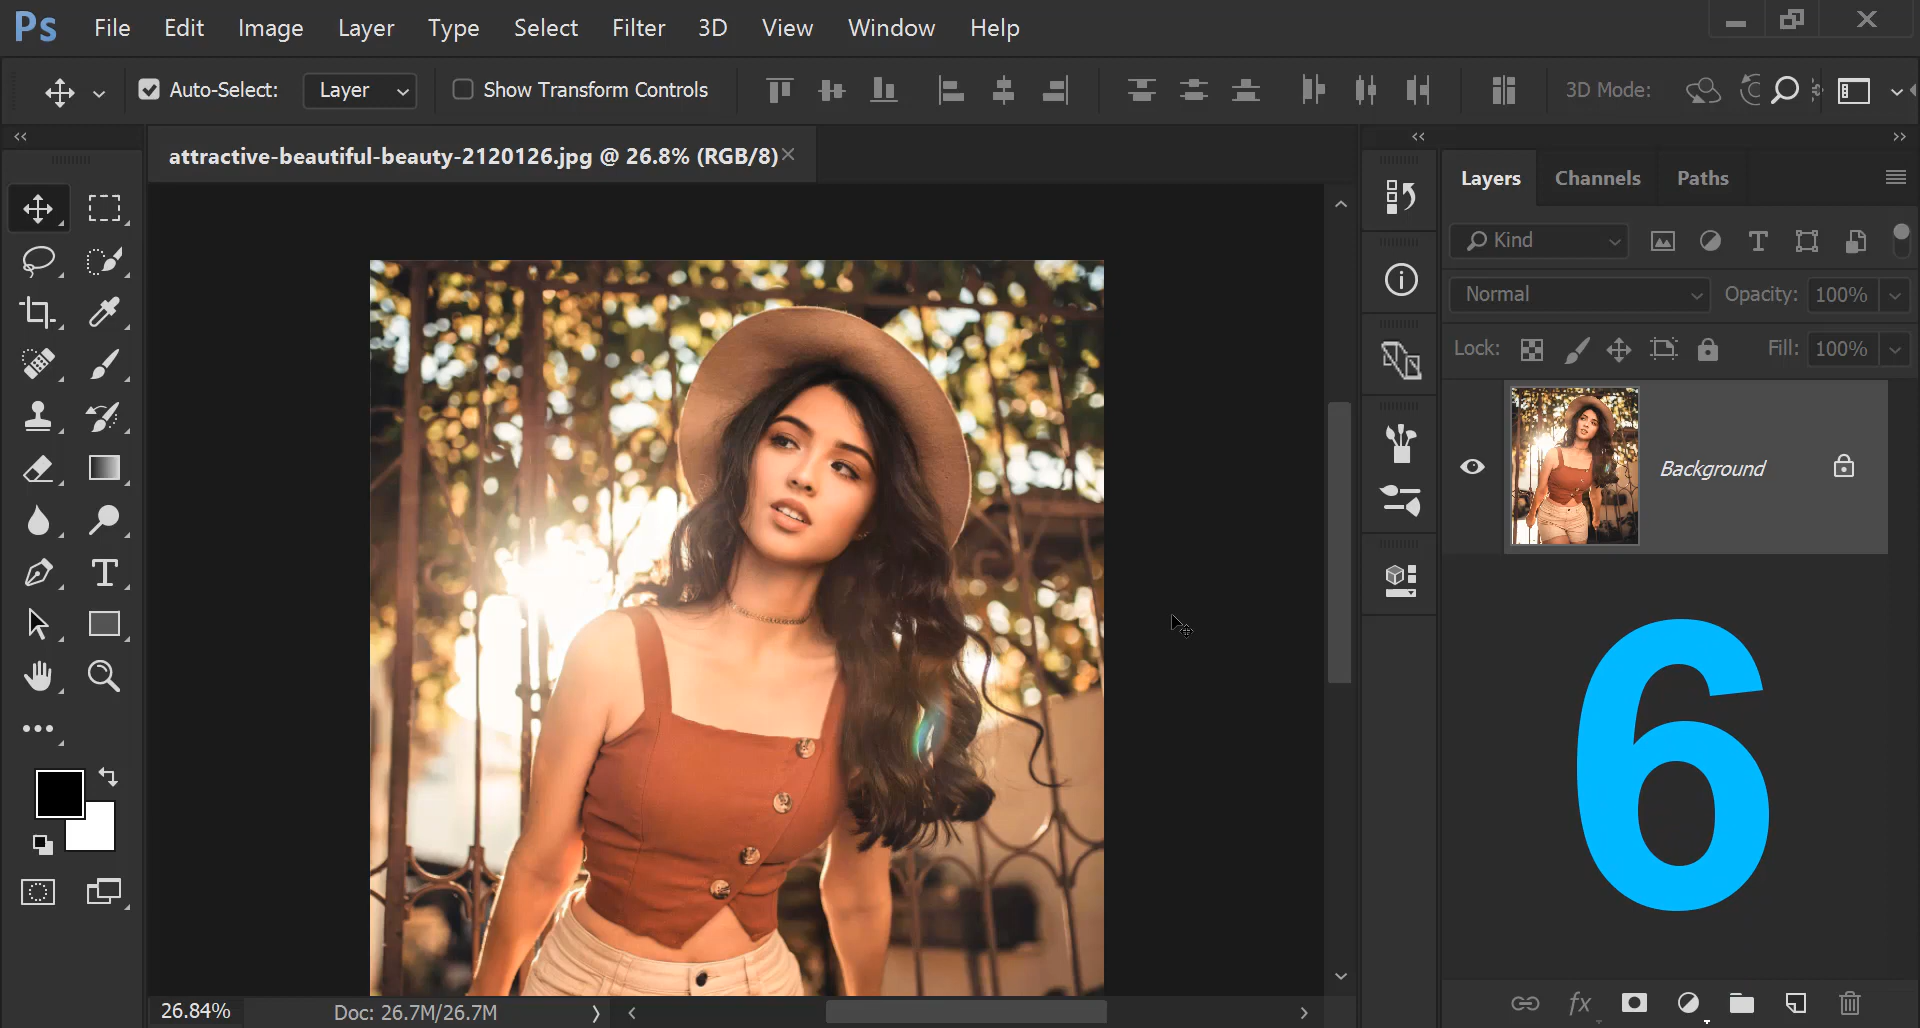 Ps File Edit Image Layer Type Select Filter 3D View Window Help
Auto-Select: Layer Show Transform Controls 3D Mode:
attractive-beautiful-beauty-2120126.jpg @ 26.8% (RGB/8)
Layers Channels Paths
Kind
Normal Opacity: 100%
Lock: Fill: 100%
Background
6
26.84% Doc: 26.7M/26.7M
fx